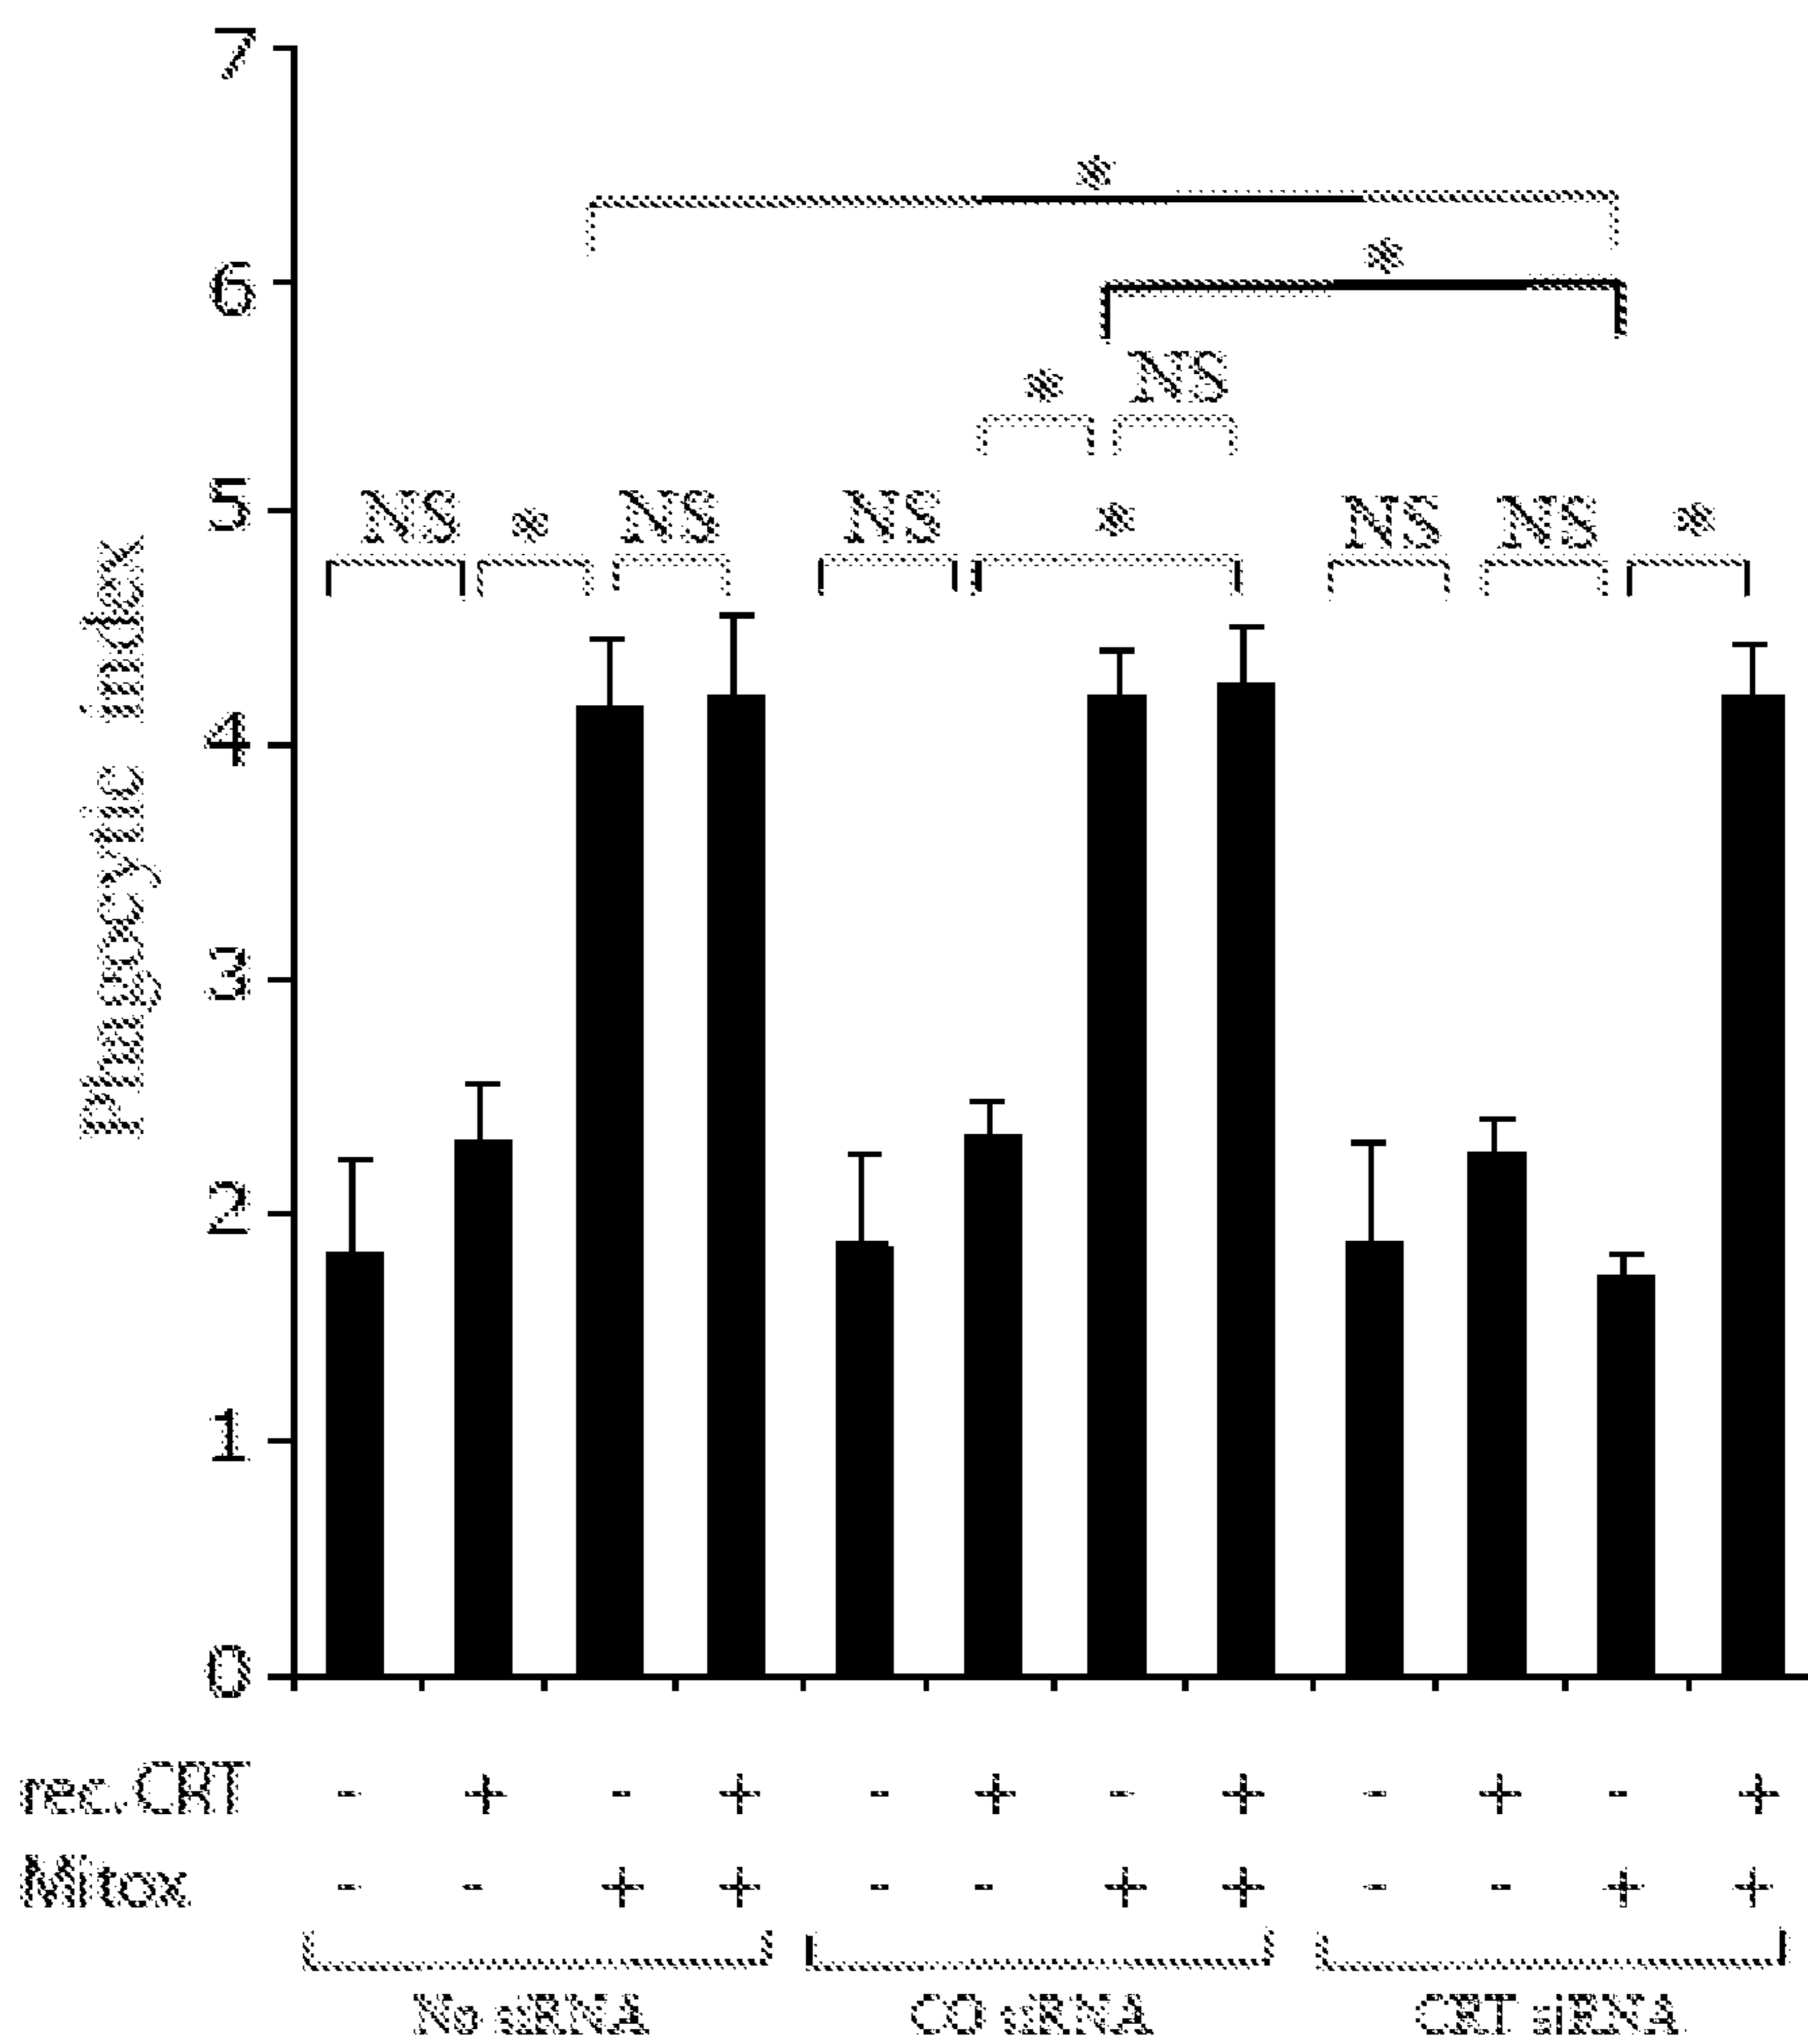 Phagocytic index
7
6
5
4
3
2
1
0
*
*
* NS
NS * NS NS * NS NS *
rec.CRT - + - + - + - + - + - +
Mitox - - + + - - + + - - + +
No siRNA CO siRNA CRT siRNA